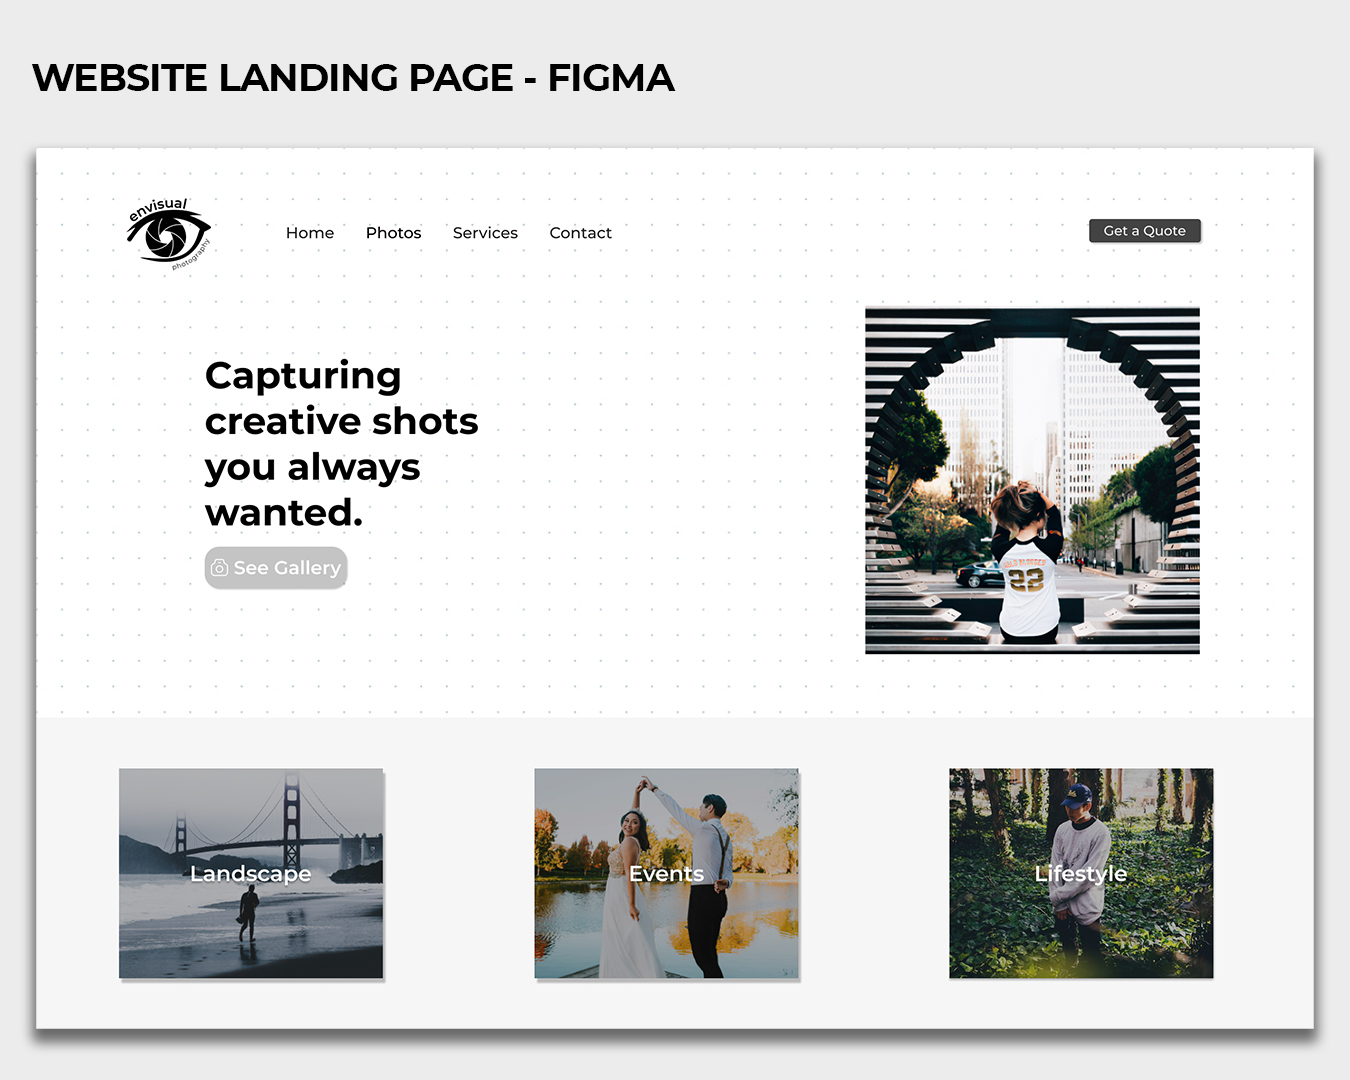 WEBSITE LANDING PAGE - FIGMA
envisual
photography
Home
Photos
Services
Contact
Get a Quote
Capturing
creative shots
you always
wanted.
See Gallery
22
Landscape
Events
Lifestyle